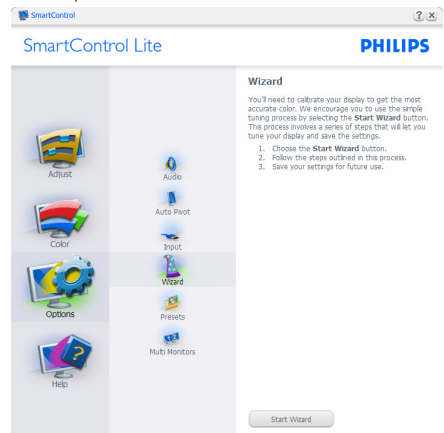 SmartControl
? ×
SmartControl Lite
PHILIPS
Adjust
Color
Options
Help
Audio
Auto Pivot
Input
Wizard
Presets
Multi Monitors
Wizard
You'll need to calibrate your display to get the most
accurate color. We encourage you to use the simple
tuning process by selecting the Start Wizard button.
This process involves a series of steps that will let you
tune your display and save the settings.
1. Choose the Start Wizard button.
2. Follow the steps outlined in this process.
3. Save your settings for future use.
Start Wizard